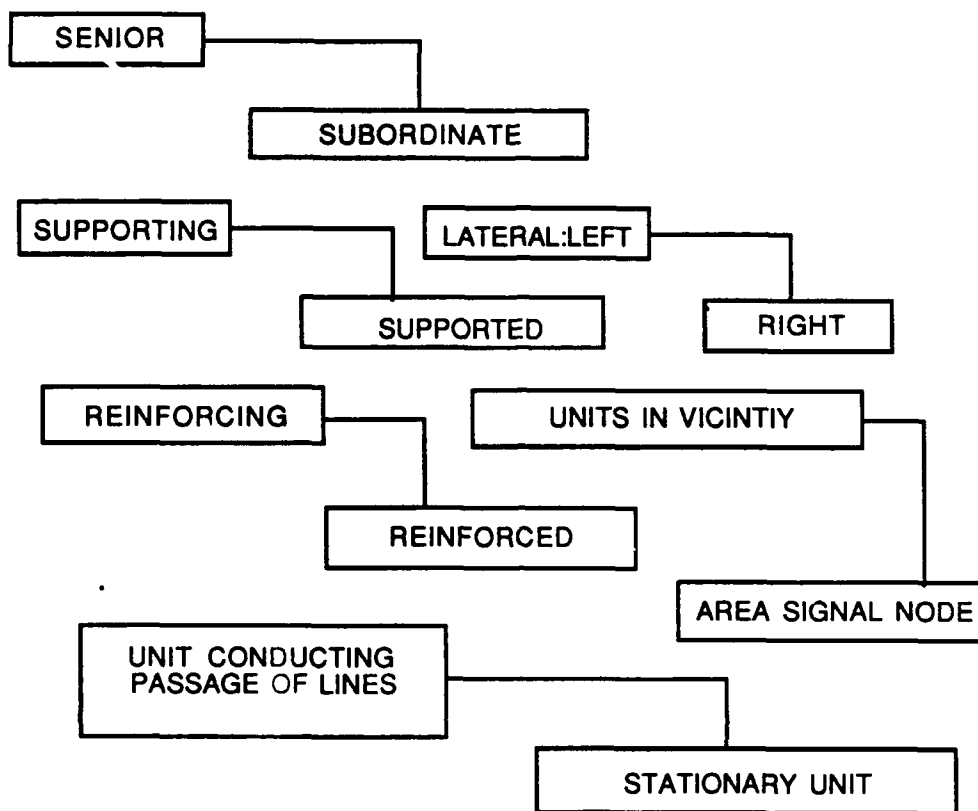 SENIOR
SUBORDINATE
SUPPORTING
LATERAL:LEFT
SUPPORTED
RIGHT
REINFORCING
UNITS IN VICINTIY
REINFORCED
AREA SIGNAL NODE
UNIT CONDUCTING
PASSAGE OF LINES
STATIONARY UNIT